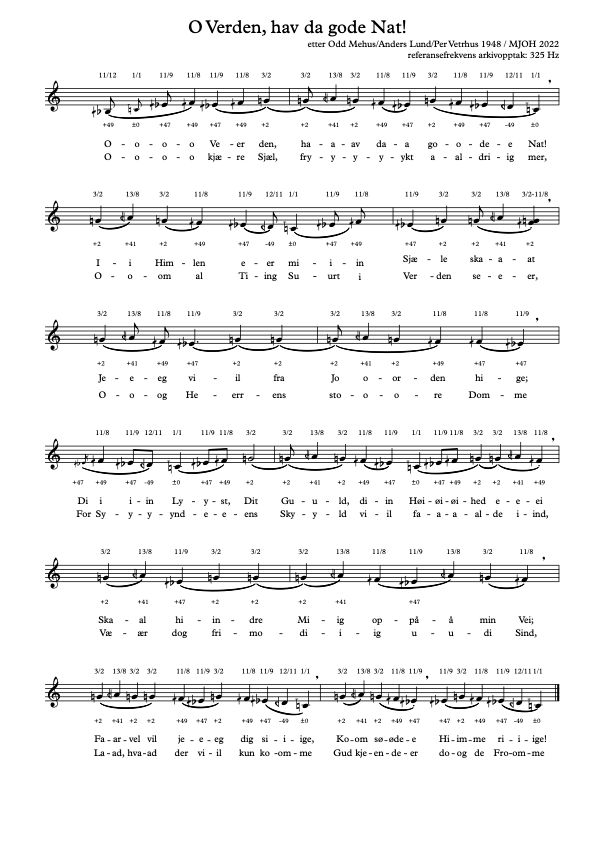 O Verden, hav da gode Nat!
etter Odd Mehus/Anders Lund/Per Vetrhus 1948 / MJOH 2022
referansefrekvens arkivopptak: 325 Hz
11/12 1/1 11/9 11/8 11/9 11/9 3/2 3/2 13/8 3/2 11/8 11/9 3/2 11/9 12/11 1/1
+49 ±0 +47 +49 +47 +49 +2 +2 +41 +2 +49 +47 +2 +47 -49 ±0
O - o - o - o Ve - er den, ha - a - av da - a go - o - de Nat!
O - o - o - o kjæ - re Sjæl, fry - y - y - ykt a - al - dri - ig mer,
3/2 13/8 3/2 11/8 11/9 12/11 1/1 11/9 11/8 11/9 3/2 3/2 13/8 3/2-11/8
+2 +41 +2 +49 +47 -49 ±0 +47 +49 +47 +2 +2 +41 +2
I - i Him - len e - er mi - i - in Sjæ - le ska - a - at
O - o - om al Ti - ing Su - urt i Ver - den se - e - er,
3/2 13/8 11/8 11/9 3/2 3/2 3/2 3/2 13/8 3/2 11/8 11/9
+2 +41 +49 +47 +2 +2 +2 +2 +41 +2 +49 +47 +47
Je - e - eg vi - il fra Jo - o - or - den hi - ge;
O - o - og He - err - ens sto - o - o - re Dom - me
11/8 11/9 12/11 1/1 11/9 11/8 3/2 3/2 13/8 3/2 11/8 11/9 1/1 11/9 11/8 3/2 11/9 11/8
+47 +49 +47 -49 ±0 +47 +49 +2 +2 +41 +2 +49 +47 ±0 +47 +49 +2 +47 +49
Di i i - in Ly - y - st, Dit Gu - u - ld, di - in Høi - øi - øi - hed e - e - ei
For Sy - y - y - ynd - e - e - ens Sky - y - ld vi - il fa - a - al - de i - ind,
3/2 13/8 11/9 3/2 3/2 3/2 13/8 11/8 11/9 11/8 3/2 3/2 13/8 11/8
+2 +41 +47 +2 +2 +2 +41 +47
Ska - al hi - in - dre Mi - ig op - på - å min Vei;
Væ - ær dog fri - mo - di - i - ig u - u - di Sind,
3/2 13/8 3/2 3/2 11/8 11/9 3/2 11/8 11/9 12/11 1/1 3/2 13/8 3/2 11/8 11/9 11/9 3/2 11/8 11/9 12/11 1/1
+2 +41 +2 +2 +49 +47 +2 +49 +47 -49 ±0 +2 +41 +2 +49 +47 +47 +2 +49 +47 -49 ±0
Fa - ar - vel vil je - e - eg dig si - i - ige, Ko - om sø - øde - e Hi - im - me ri - i - ige!
La - ad, hva - ad der vi - il kun ko - om - me Gud kje - en - de - er do - og de Fro - om - me